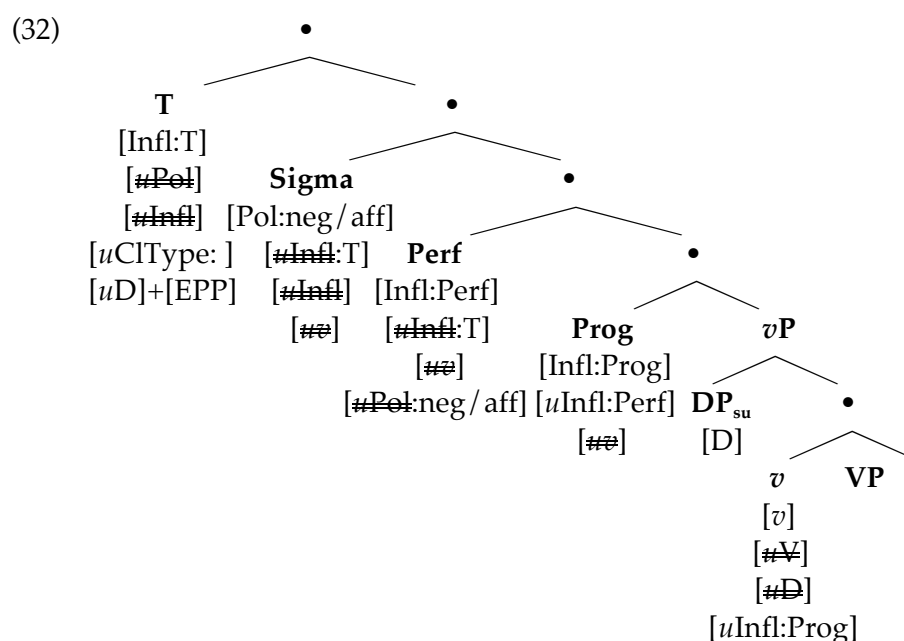 (32) •
T •
[Infl:T]
[uPol] Sigma •
[uInfl] [Pol:neg/aff]
[uClType: ] [uInfl:T] Perf •
[uD]+[EPP] [uInfl] [Infl:Perf]
[uv] [uInfl:T] Prog vP
[uv] [Infl:Prog]
[uPol:neg/aff] [uInfl:Perf] DPsu •
[uv] [D]
v VP
[v]
[uV]
[uD]
[uInfl:Prog]